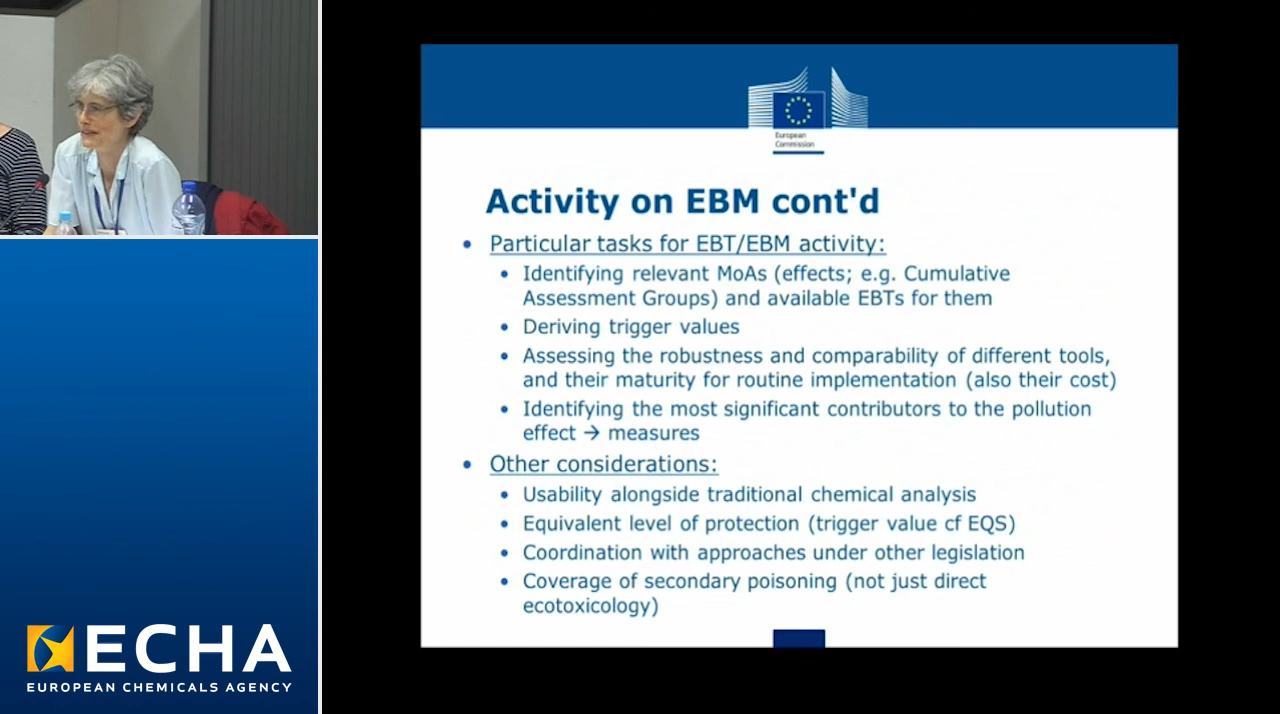 European
Commission
Activity on EBM cont'd
• Particular tasks for EBT/EBM activity:
• Identifying relevant MoAs (effects; e.g. Cumulative
Assessment Groups) and available EBTs for them
• Deriving trigger values
• Assessing the robustness and comparability of different tools,
and their maturity for routine implementation (also their cost)
• Identifying the most significant contributors to the pollution
effect → measures
• Other considerations:
• Usability alongside traditional chemical analysis
• Equivalent level of protection (trigger value cf EQS)
• Coordination with approaches under other legislation
• Coverage of secondary poisoning (not just direct
ecotoxicology)
ECHA
EUROPEAN CHEMICALS AGENCY